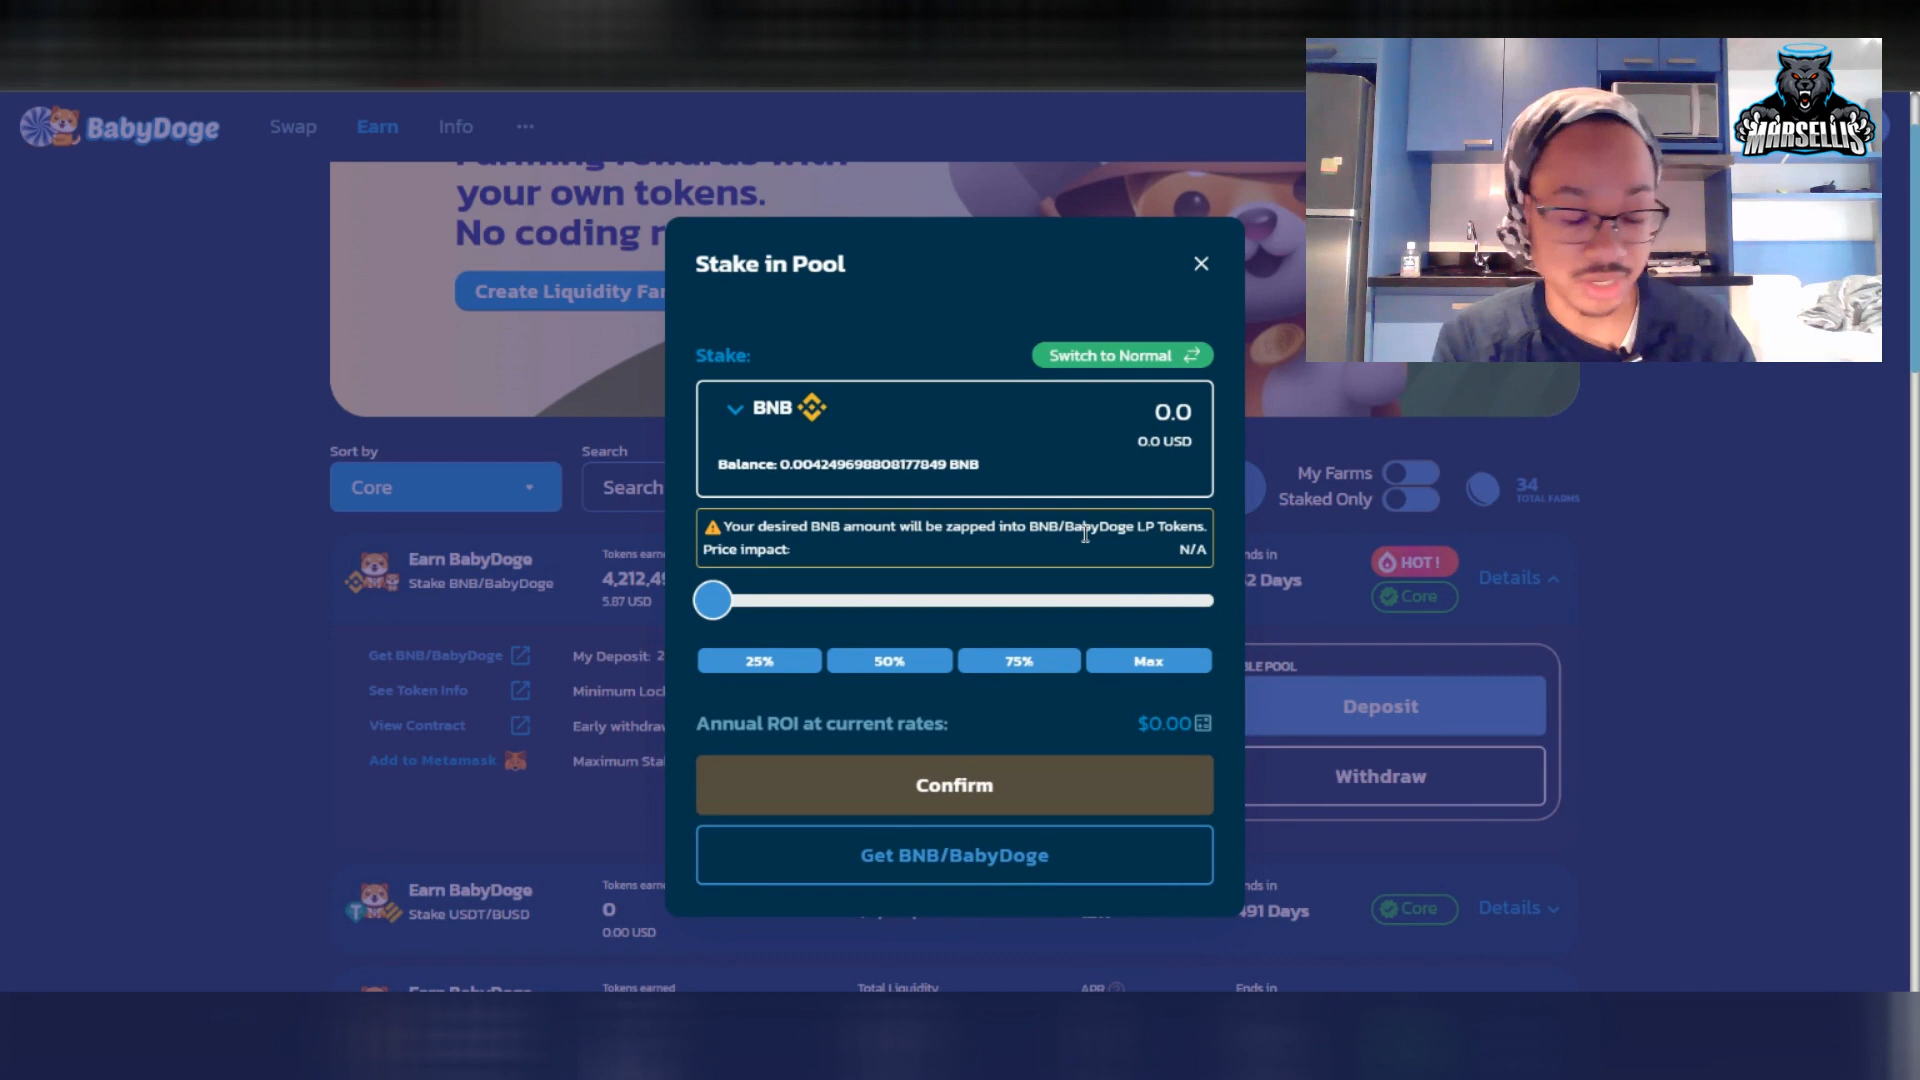 BabyDoge
Swap
Earn
Info
MARSELLIS
your own tokens.
No coding
Create Liquidity
Stake in Pool
Stake:
Switch to Normal
BNB
0.0
0.0 USD
Balance: 0.004249698808177849 BNB
Your desired BNB amount will be zapped into BNB/BabyDoge LP Tokens.
Price impact:
N/A
25%
50%
75%
Max
Annual ROI at current rates:
$0.00
Confirm
Get BNB/BabyDoge
Sort by
Core
Search
Search
My Farms
Staked Only
34
TOTAL FARMS
Earn BabyDoge
Stake BNB/BabyDoge
Tokens
5.87 USD
Days
HOT !
Core
Details
Get BNB/BabyDoge
See Token Info
View Contract
Add to Metamask
My Deposit:
Minimum
Early
Maximum
POOL
Deposit
Withdraw
Earn BabyDoge
Stake USDT/BUSD
Tokens
0
0.00 USD
Days
Core
Details
Tokens earned
Total Liquidity
APR
Ends in